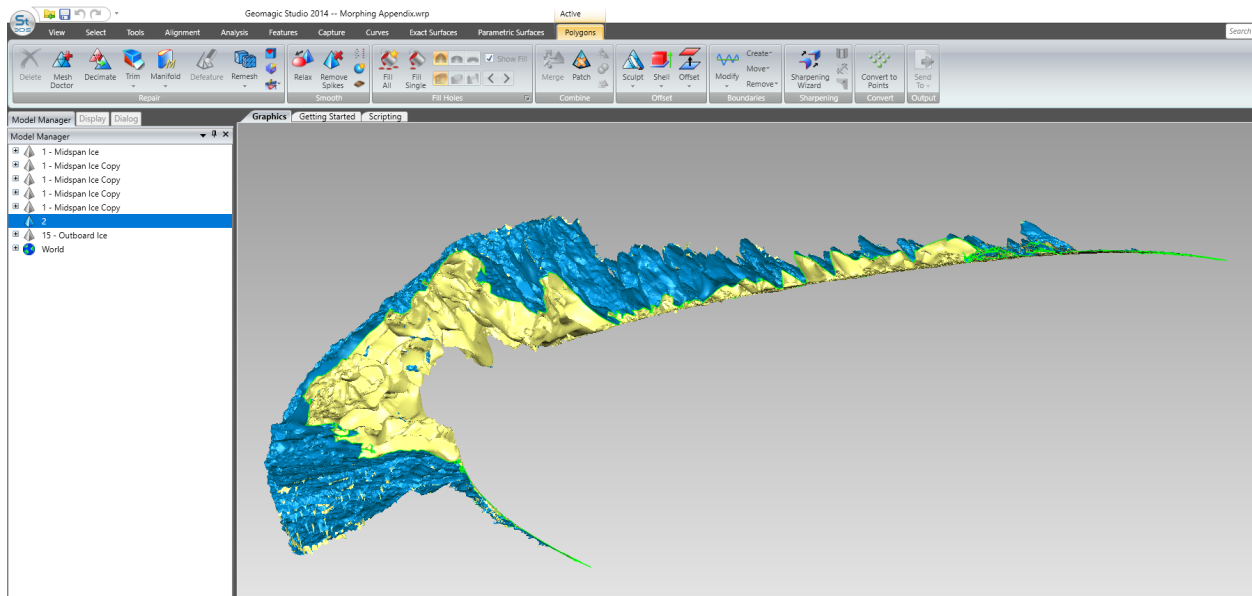 St
3DS
Geomagic Studio 2014 -- Morphing Appendix.wrp
Active
View Select Tools Alignment Analysis Features Capture Curves Exact Surfaces Parametric Surfaces Polygons
Search
Delete Mesh Doctor Decimate Trim Manifold Defeature Remesh
Repair
Relax Remove Spikes
Smooth
Fill All Fill Single Show Fill
Fill Holes
Merge Patch
Combine
Sculpt Shell Offset
Offset
Modify Create Move Remove
Boundaries
Sharpening Wizard
Sharpening
Convert to Points
Convert
Send To
Output
Model Manager Display Dialog
Graphics Getting Started Scripting
Model Manager
1 - Midspan Ice
1 - Midspan Ice Copy
1 - Midspan Ice Copy
1 - Midspan Ice Copy
1 - Midspan Ice Copy
2
15 - Outboard Ice
World